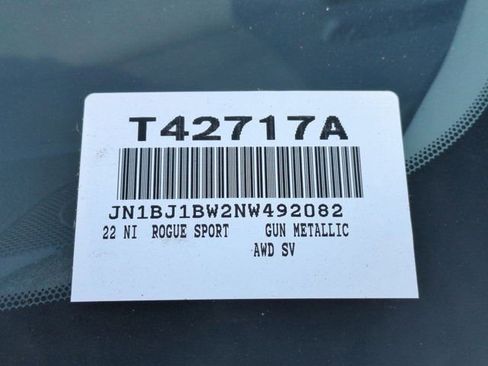 T42717A
JN1BJ1BW2NW492082
22 NI ROGUE SPORT GUN METALLIC
AWD SV